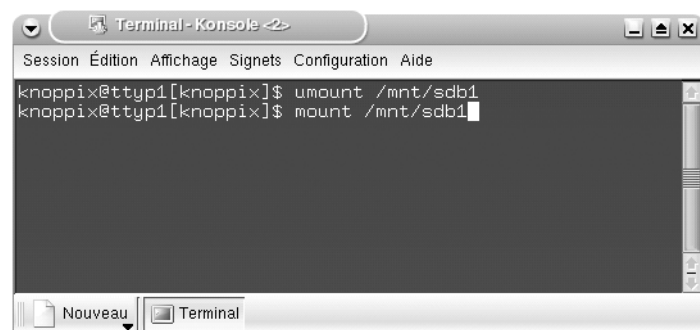 Terminal - Konsole <2>
Session Édition Affichage Signets Configuration Aide
knoppix@ttyp1[knoppix]$ umount /mnt/sdb1
knoppix@ttyp1[knoppix]$ mount /mnt/sdb1
Nouveau Terminal